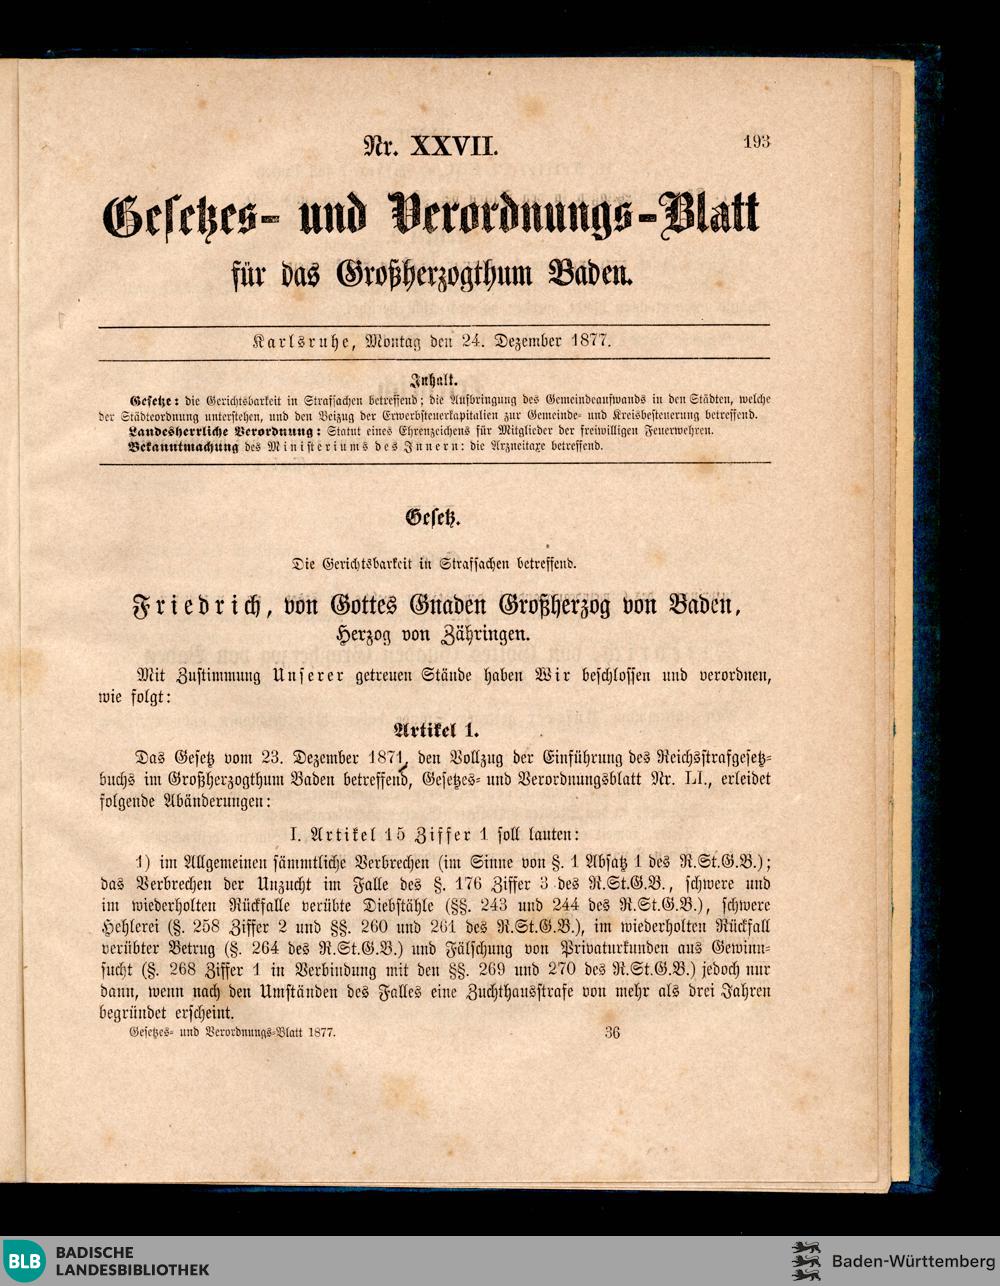 Nr. XXVII.
193
Gesetzes- und Verordnungs-Blatt
für das Großherzogthum Baden.
Karlsruhe, Montag den 24. Dezember 1877.
Inhalt.
Gesetze: die Gerichtsbarkeit in Strafsachen betreffend; die Aufbringung des Gemeindeaufwands in den Städten, welche
der Städteordnung unterstehen, und den Beizug der Erwerbsteuerkapitalien zur Gemeinde- und Kreisbesteuerung betreffend.
Landesherrliche Verordnung: Statut eines Ehrenzeichens für Mitglieder der freiwilligen Feuerwehren.
Bekanntmachung des Ministeriums des Innern: die Arzneitaxe betreffend.
Gesetz.
Die Gerichtsbarkeit in Strafsachen betreffend.
Friedrich, von Gottes Gnaden Großherzog von Baden,
Herzog von Zähringen.
Mit Zustimmung Unserer getreuen Stände haben Wir beschlossen und verordnen,
wie folgt:
Artikel 1.
Das Gesetz vom 23. Dezember 1871, den Vollzug der Einführung des Reichsstrafgesetz-
buchs im Großherzogthum Baden betreffend, Gesetzes- und Verordnungsblatt Nr. LI., erleidet
folgende Abänderungen:
I. Artikel 15 Ziffer 1 soll lauten:
1) im Allgemeinen sämmtliche Verbrechen (im Sinne von §. 1 Absatz 1 des R.St.G.B.);
das Verbrechen der Unzucht im Falle des §. 176 Ziffer 3 des R.St.G.B., schwere und
im wiederholten Rückfalle verübte Diebstähle (§§. 243 und 244 des R.St.G.B.), schwere
Hehlerei (§. 258 Ziffer 2 und §§. 260 und 261 des R.St.G.B.), im wiederholten Rückfall
verübter Betrug (§. 264 des R.St.G.B.) und Fälschung von Privaturkunden aus Gewinn-
sucht (§. 268 Ziffer 1 in Verbindung mit den §§. 269 und 270 des R.St.G.B.) jedoch nur
dann, wenn nach den Umständen des Falles eine Zuchthausstrafe von mehr als drei Jahren
begründet erscheint.
Gesetzes- und Verordnungs-Blatt 1877.
36
BLB
BADISCHE
LANDESBIBLIOTHEK
Baden-Württemberg